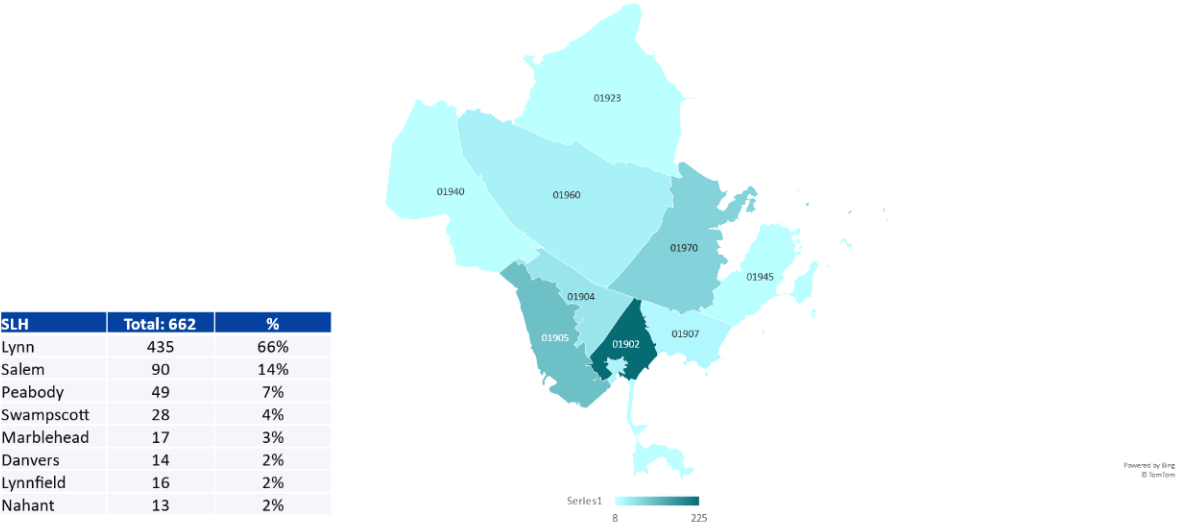 SLH Total: 662 %
Lynn 435 66%
Salem 90 14%
Peabody 49 7%
Swampscott 28 4%
Marblehead 17 3%
Danvers 14 2%
Lynnfield 16 2%
Nahant 13 2%
01923
01940
01960
01970
01945
01904
01905
01902
01907
Series1
8 225
Powered by Bing
© TomTom